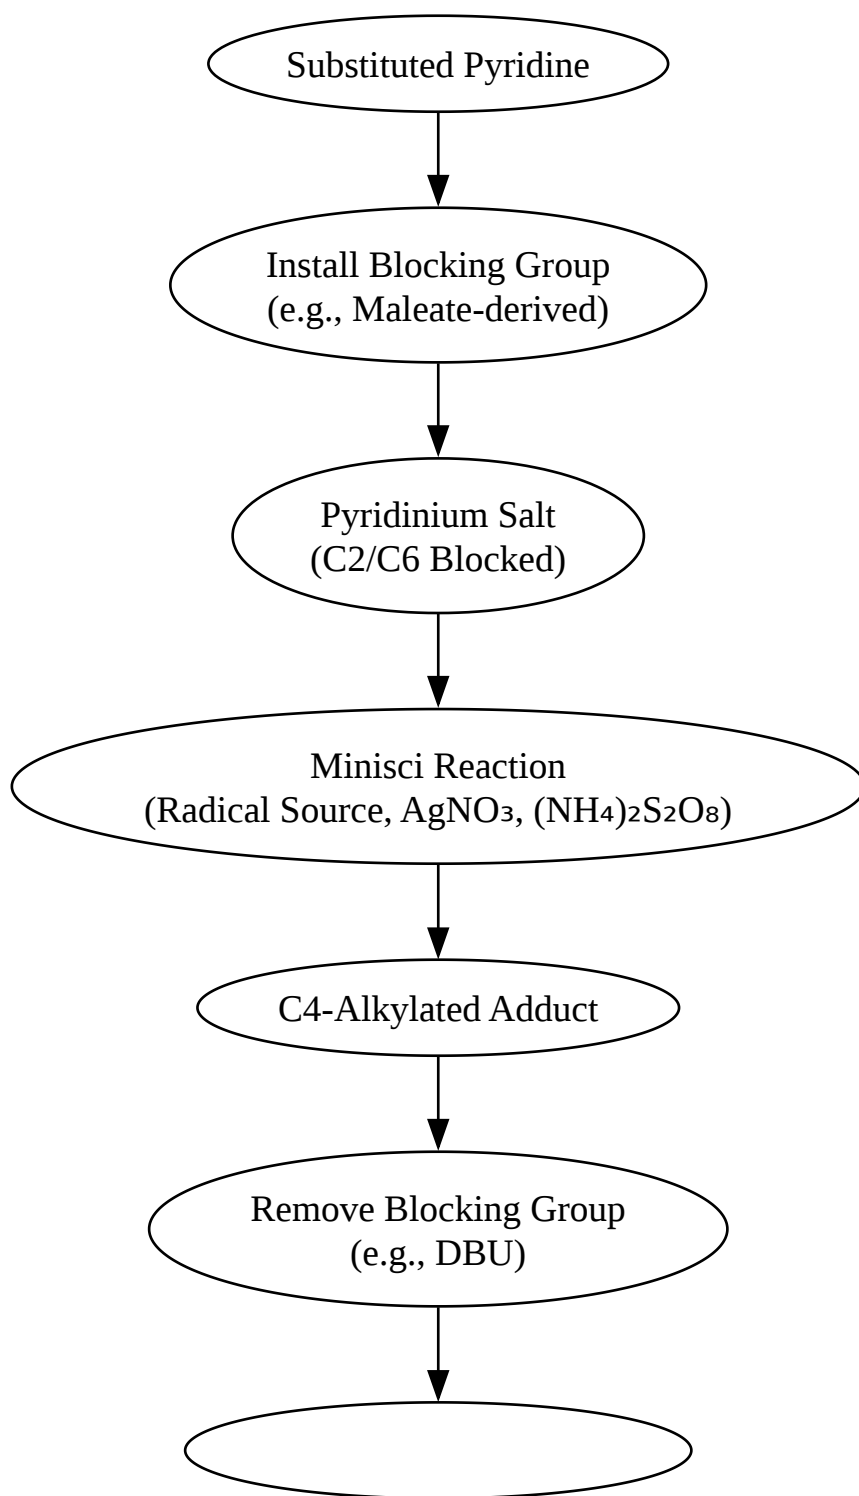 Substituted Pyridine
Install Blocking Group
(e.g., Maleate-derived)
Pyridinium Salt
(C2/C6 Blocked)
Minisci Reaction
(Radical Source, AgNO₃, (NH₄)₂S₂O₈)
C4-Alkylated Adduct
Remove Blocking Group
(e.g., DBU)